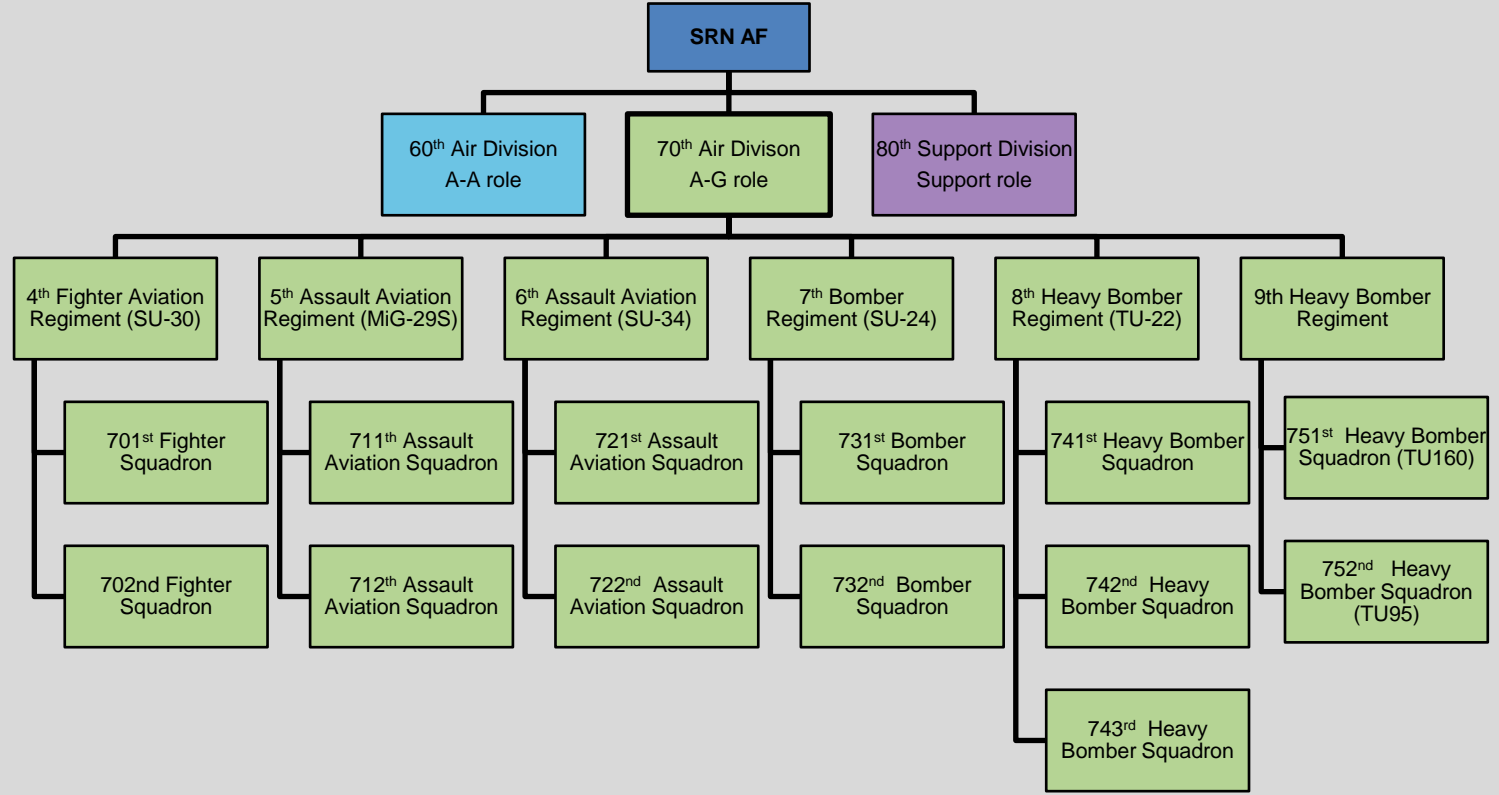 SRN AF
60th Air Division
A-A role
70th Air Divison
A-G role
80th Support Division
Support role
4th Fighter Aviation
Regiment (SU-30)
5th Assault Aviation
Regiment (MiG-29S)
6th Assault Aviation
Regiment (SU-34)
7th Bomber
Regiment (SU-24)
8th Heavy Bomber
Regiment (TU-22)
9th Heavy Bomber
Regiment
701st Fighter
Squadron
711th Assault
Aviation Squadron
721st Assault
Aviation Squadron
731st Bomber
Squadron
741st Heavy Bomber
Squadron
751st Heavy Bomber
Squadron (TU160)
702nd Fighter
Squadron
712th Assault
Aviation Squadron
722nd Assault
Aviation Squadron
732nd Bomber
Squadron
742nd Heavy
Bomber Squadron
752nd Heavy
Bomber Squadron
(TU95)
743rd Heavy
Bomber Squadron